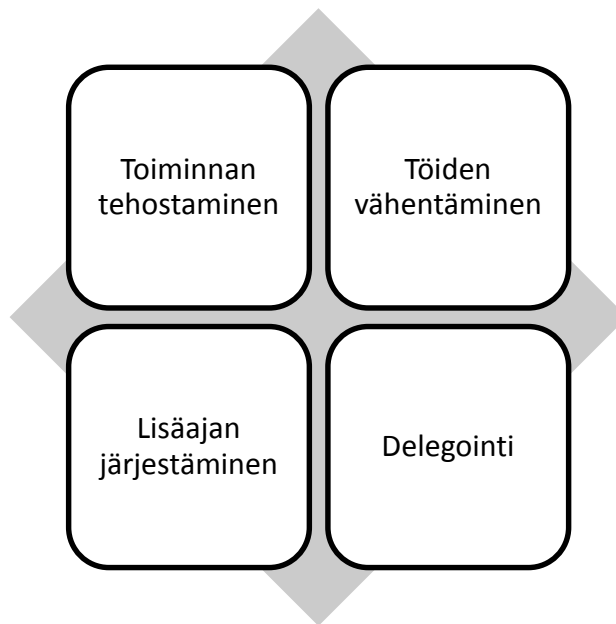 Toiminnan
tehostaminen
Töiden
vähentäminen
Lisäajan
järjestäminen
Delegointi